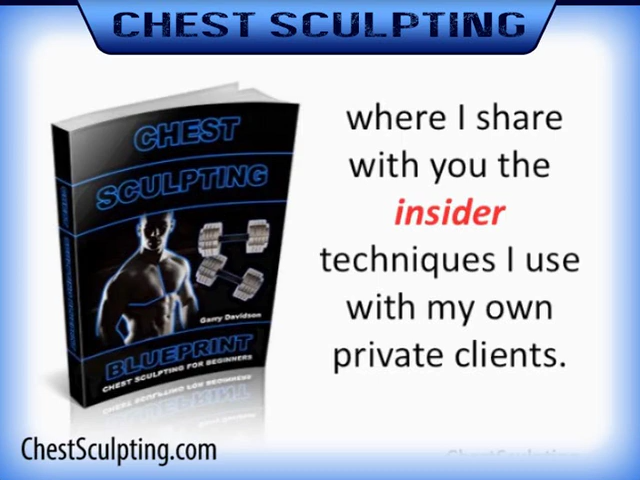 CHEST SCULPTING
where I share
with you the
insider
techniques I use
with my own
private clients.
CHEST
SCULPTING
Garry Davidson
BLUEPRINT
CHEST SCULPTING FOR BEGINNERS
ChestSculpting.com